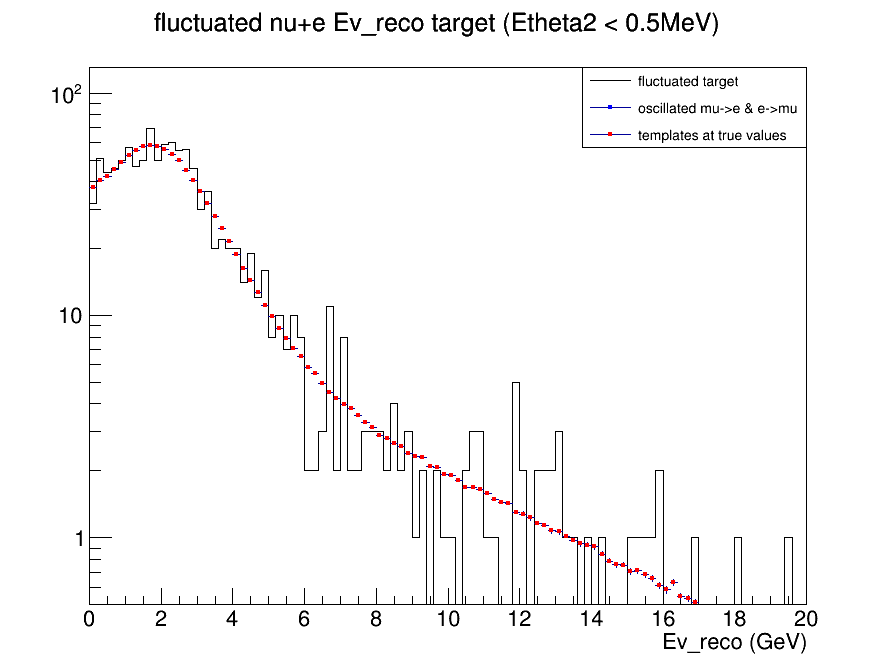 fluctuated nu+e Ev_reco target (Etheta2 < 0.5MeV)
fluctuated target
oscillated mu->e & e->mu
templates at true values
10²
10
1
0 2 4 6 8 10 12 14 16 18 20
Ev_reco (GeV)